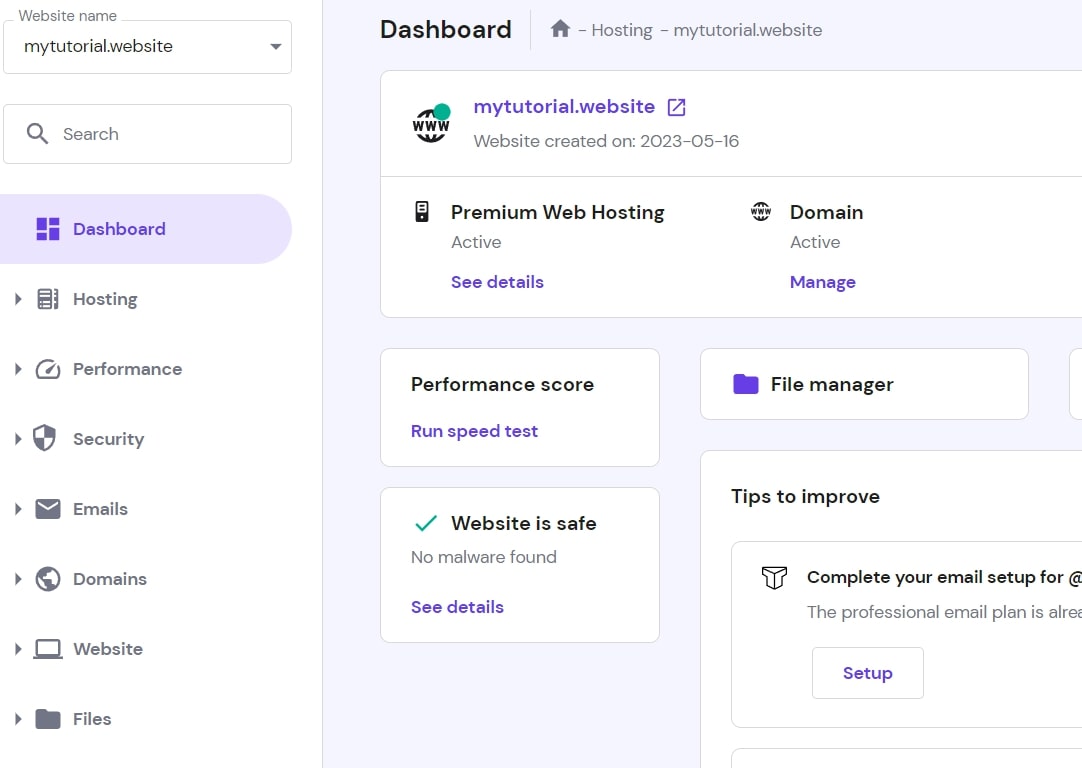 Website name
mytutorial.website
Search
Dashboard
Hosting
Performance
Security
Emails
Domains
Website
Files
Dashboard
- Hosting - mytutorial.website
www
mytutorial.website
Website created on: 2023-05-16
Premium Web Hosting
Active
See details
www
Domain
Active
Manage
Performance score
Run speed test
Website is safe
No malware found
See details
File manager
Tips to improve
Complete your email setup for @
The professional email plan is
Setup